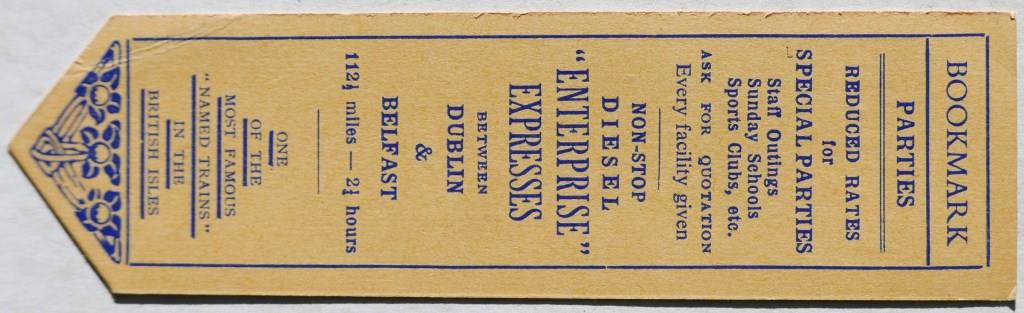 BOOKMARK
PARTIES
REDUCED RATES
for
SPECIAL PARTIES
Staff Outings
Sunday Schools
Sports Clubs, etc.
ASK FOR QUOTATION
Every facility given
NON-STOP
DIESEL
"ENTERPRISE"
EXPRESSES
BETWEEN
DUBLIN
&
BELFAST
112½ miles — 2¼ hours
ONE
OF THE
MOST FAMOUS
"NAMED TRAINS"
IN THE
BRITISH ISLES